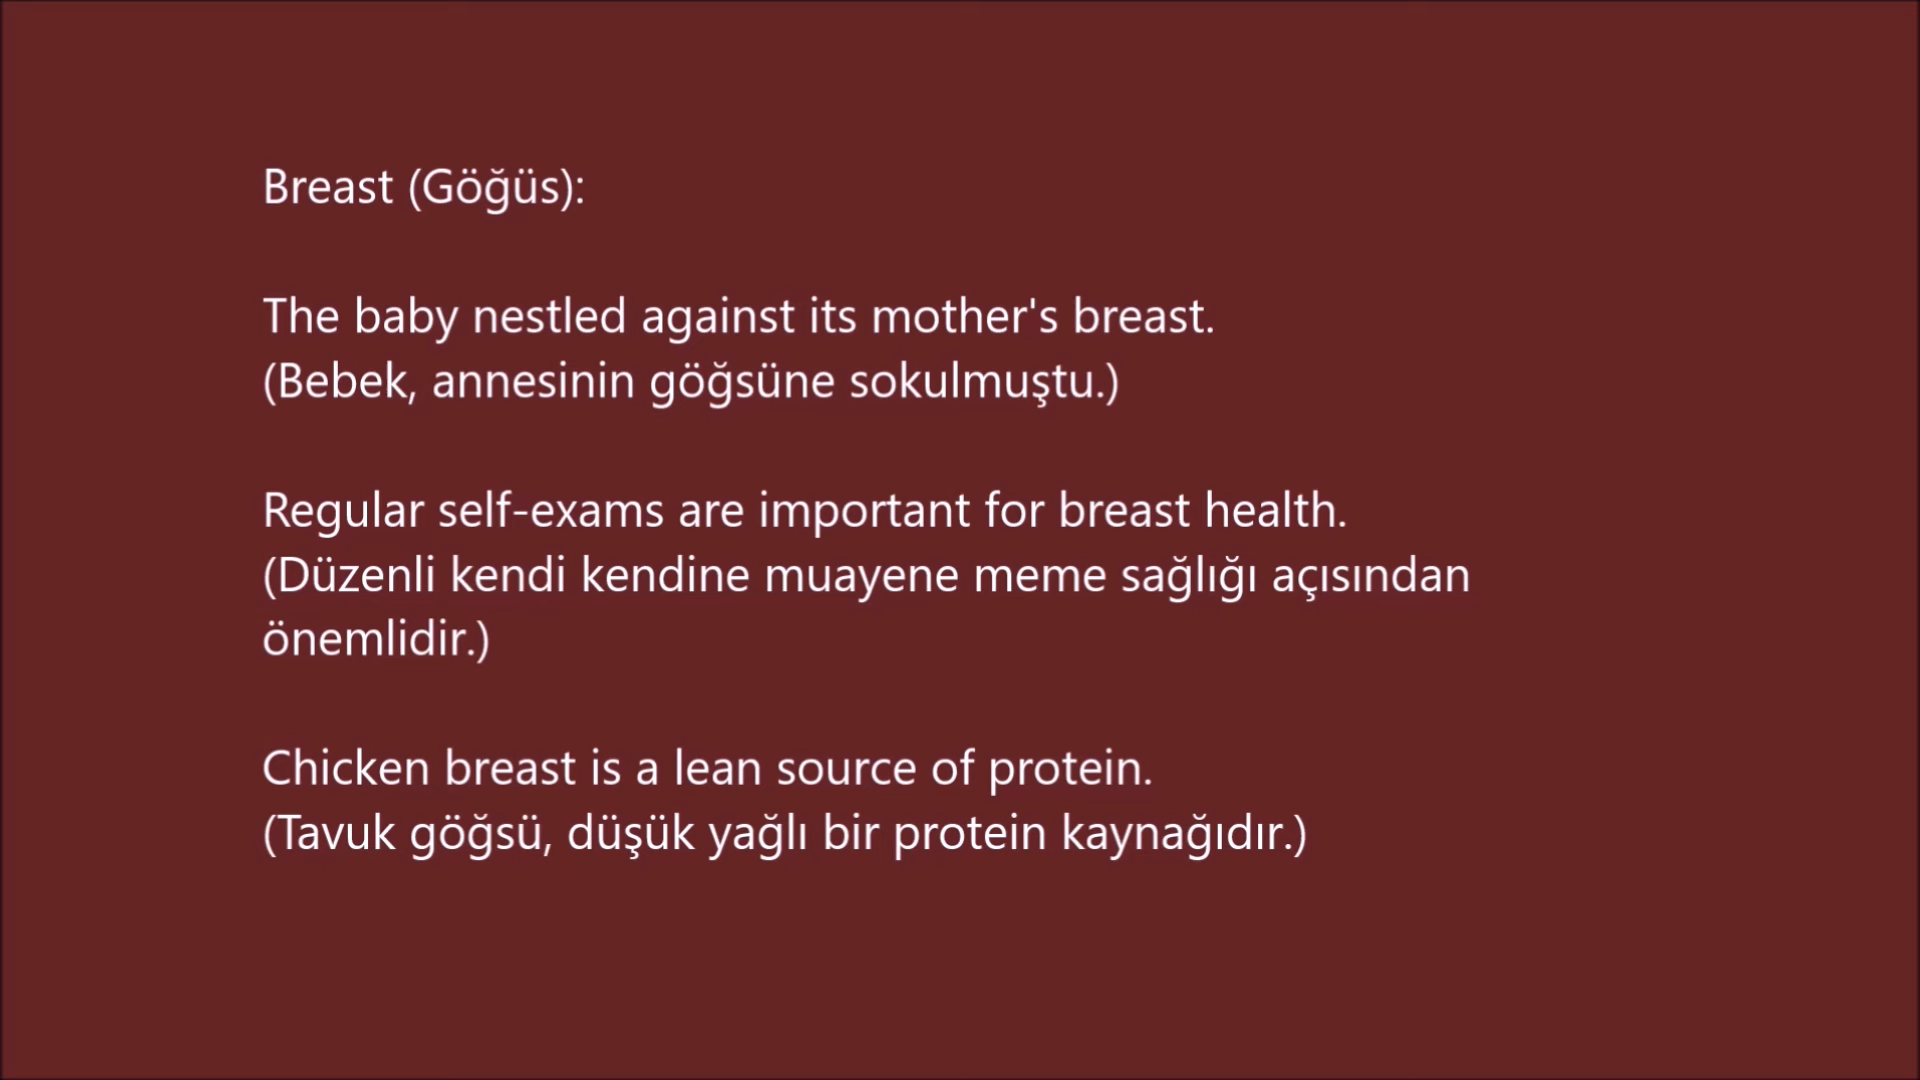 Breast (Göğüs):
The baby nestled against its mother's breast.
(Bebek, annesinin göğsüne sokulmuştu.)
Regular self-exams are important for breast health.
(Düzenli kendi kendine muayene meme sağlığı açısından
önemlidir.)
Chicken breast is a lean source of protein.
(Tavuk göğsü, düşük yağlı bir protein kaynağıdır.)